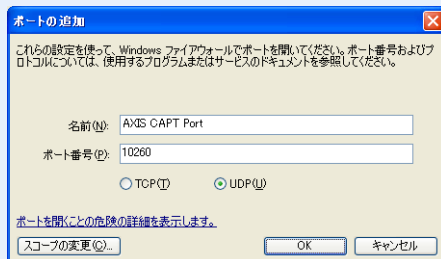 ポートの追加
これらの設定を使って、Windows ファイアウォールでポートを開いてください。ポート番号およびプ
ロトコルについては、使用するプログラムまたはサービスのドキュメントを参照してください。
名前(N): AXIS CAPT Port
ポート番号(P): 10260
TCP(T) UDP(U)
ポートを開くことの危険の詳細を表示します。
スコープの変更(C)... OK キャンセル